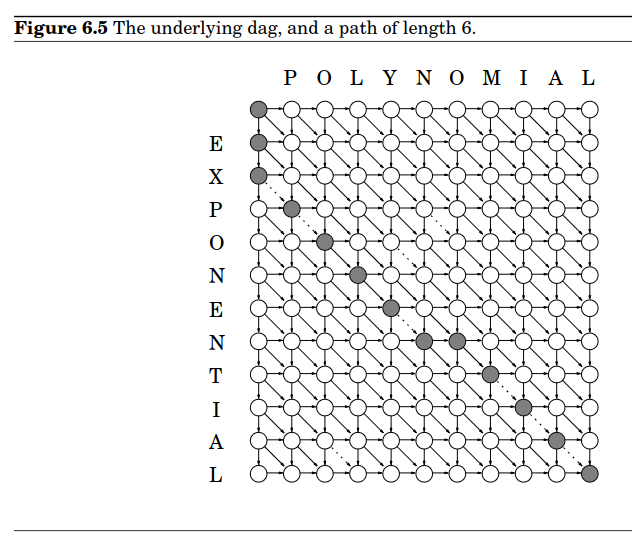 Figure 6.5 The underlying dag, and a path of length 6.
P O L Y N O M I A L
E
X
P
O
N
E
N
T
I
A
L